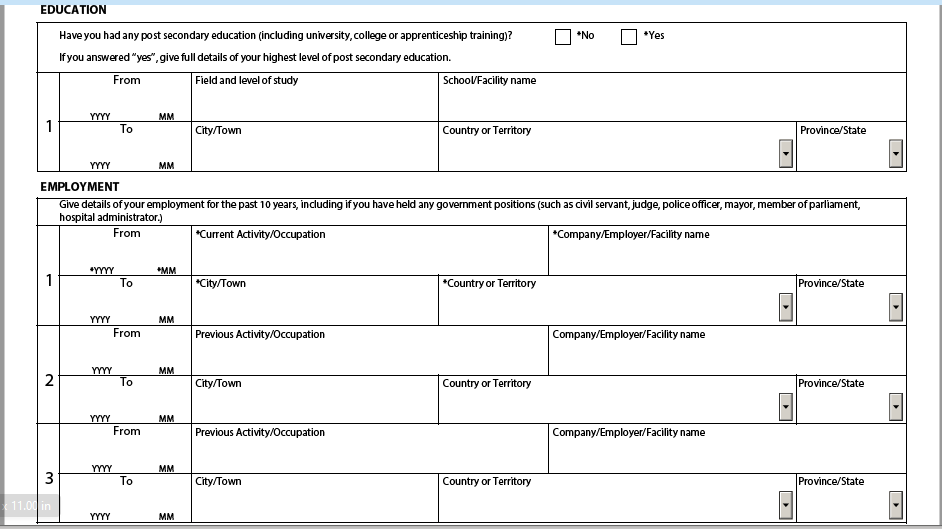 EDUCATION
Have you had any post secondary education (including university, college or apprenticeship training)? *No *Yes
If you answered "yes", give full details of your highest level of post secondary education.
From Field and level of study School/Facility name
YYYY MM
1
To City/Town Country or Territory Province/State
YYYY MM
EMPLOYMENT
Give details of your employment for the past 10 years, including if you have held any government positions (such as civil servant, judge, police officer, mayor, member of parliament,
hospital administrator.)
From *Current Activity/Occupation *Company/Employer/Facility name
*YYYY *MM
1
To *City/Town *Country or Territory Province/State
YYYY MM
From Previous Activity/Occupation Company/Employer/Facility name
YYYY MM
2
To City/Town Country or Territory Province/State
YYYY MM
From Previous Activity/Occupation Company/Employer/Facility name
YYYY MM
3
To City/Town Country or Territory Province/State
x 11.00 in
YYYY MM